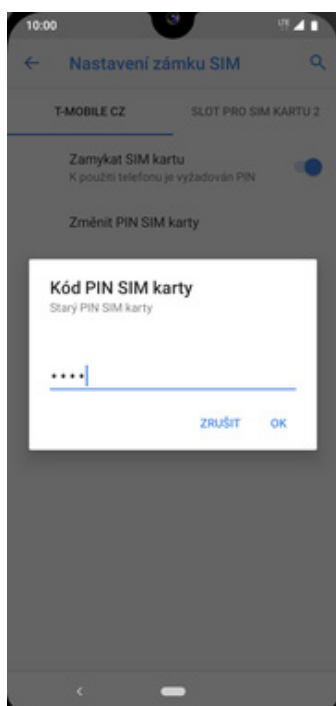 10:00
LTE
Nastavení zámku SIM
T-MOBILE CZ
SLOT PRO SIM KARTU 2
Zamykat SIM kartu
K použití telefonu je vyžadován PIN
Změnit PIN SIM karty
Kód PIN SIM karty
Starý PIN SIM karty
••••
ZRUŠIT OK